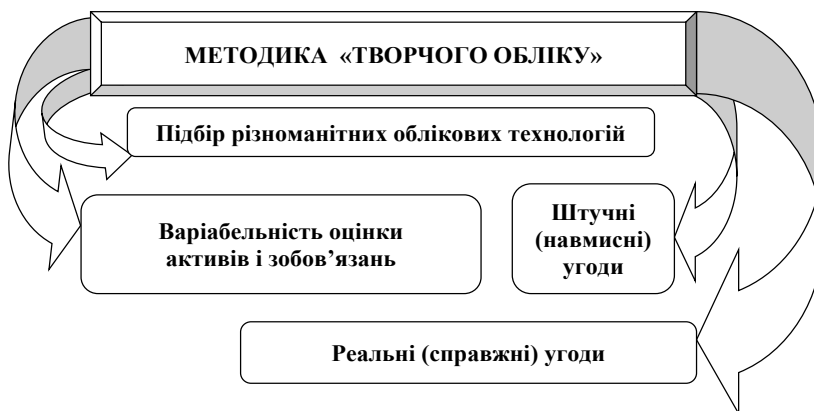 МЕТОДИКА «ТВОРЧОГО ОБЛІКУ»
Підбір різноманітних облікових технологій
Варіабельність оцінки
активів і зобов’язань
Штучні
(навмисні)
угоди
Реальні (справжні) угоди